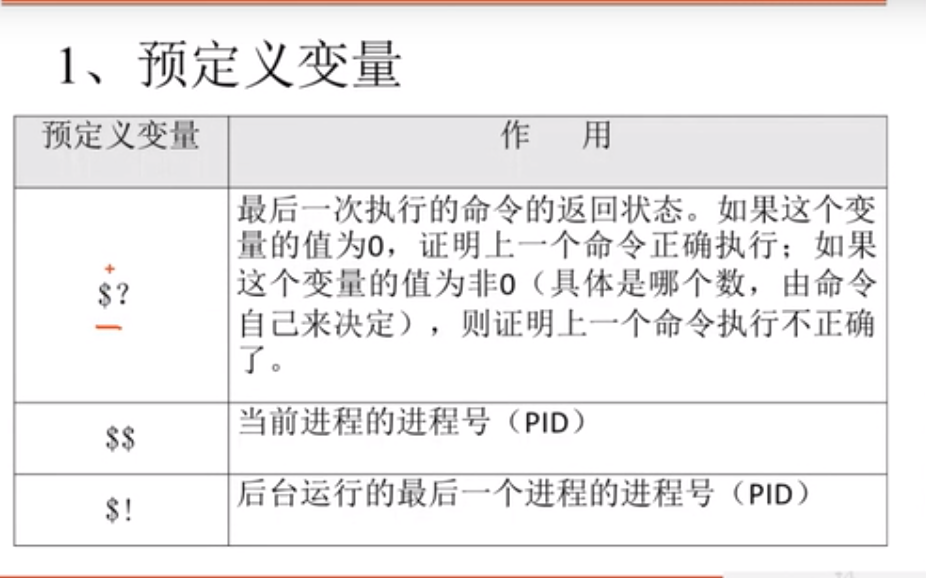 1、预定义变量
预定义变量
作 用
$?
最后一次执行的命令的返回状态。如果这个变
量的值为0，证明上一个命令正确执行；如果
这个变量的值为非0（具体是哪个数，由命令
自己来决定），则证明上一个命令执行不正确
了。
$$
当前进程的进程号（PID）
$!
后台运行的最后一个进程的进程号（PID）